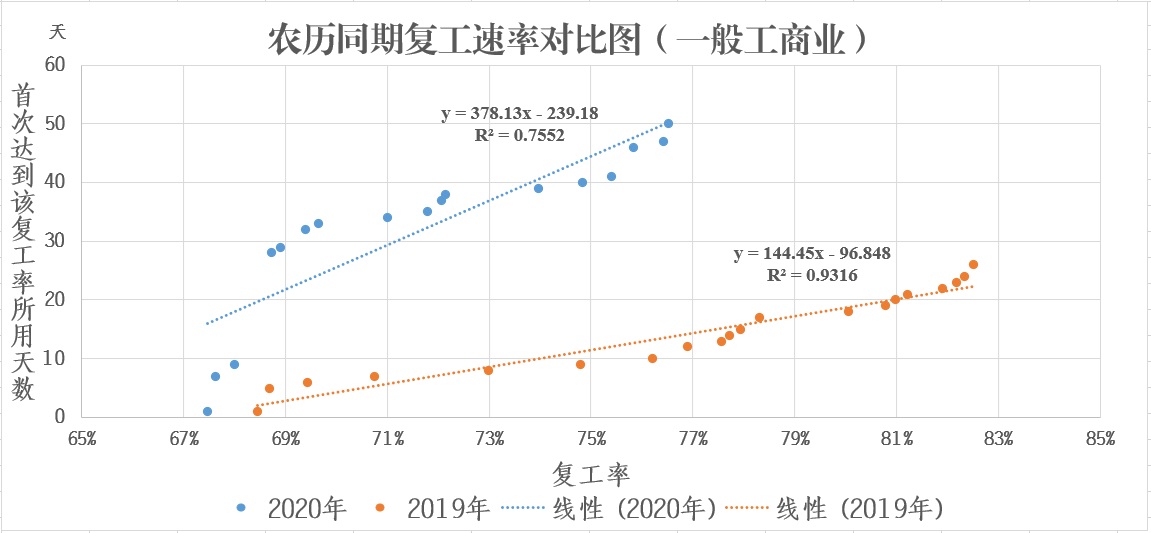 农历同期复工速率对比图（一般工商业）
天
首次达到该复工率所用天数
60
50
40
30
20
10
0
y = 378.13x - 239.18
R² = 0.7552
y = 144.45x - 96.848
R² = 0.9316
65% 67% 69% 71% 73% 75% 77% 79% 81% 83% 85%
复工率
2020年 2019年 线性 (2020年) 线性 (2019年)